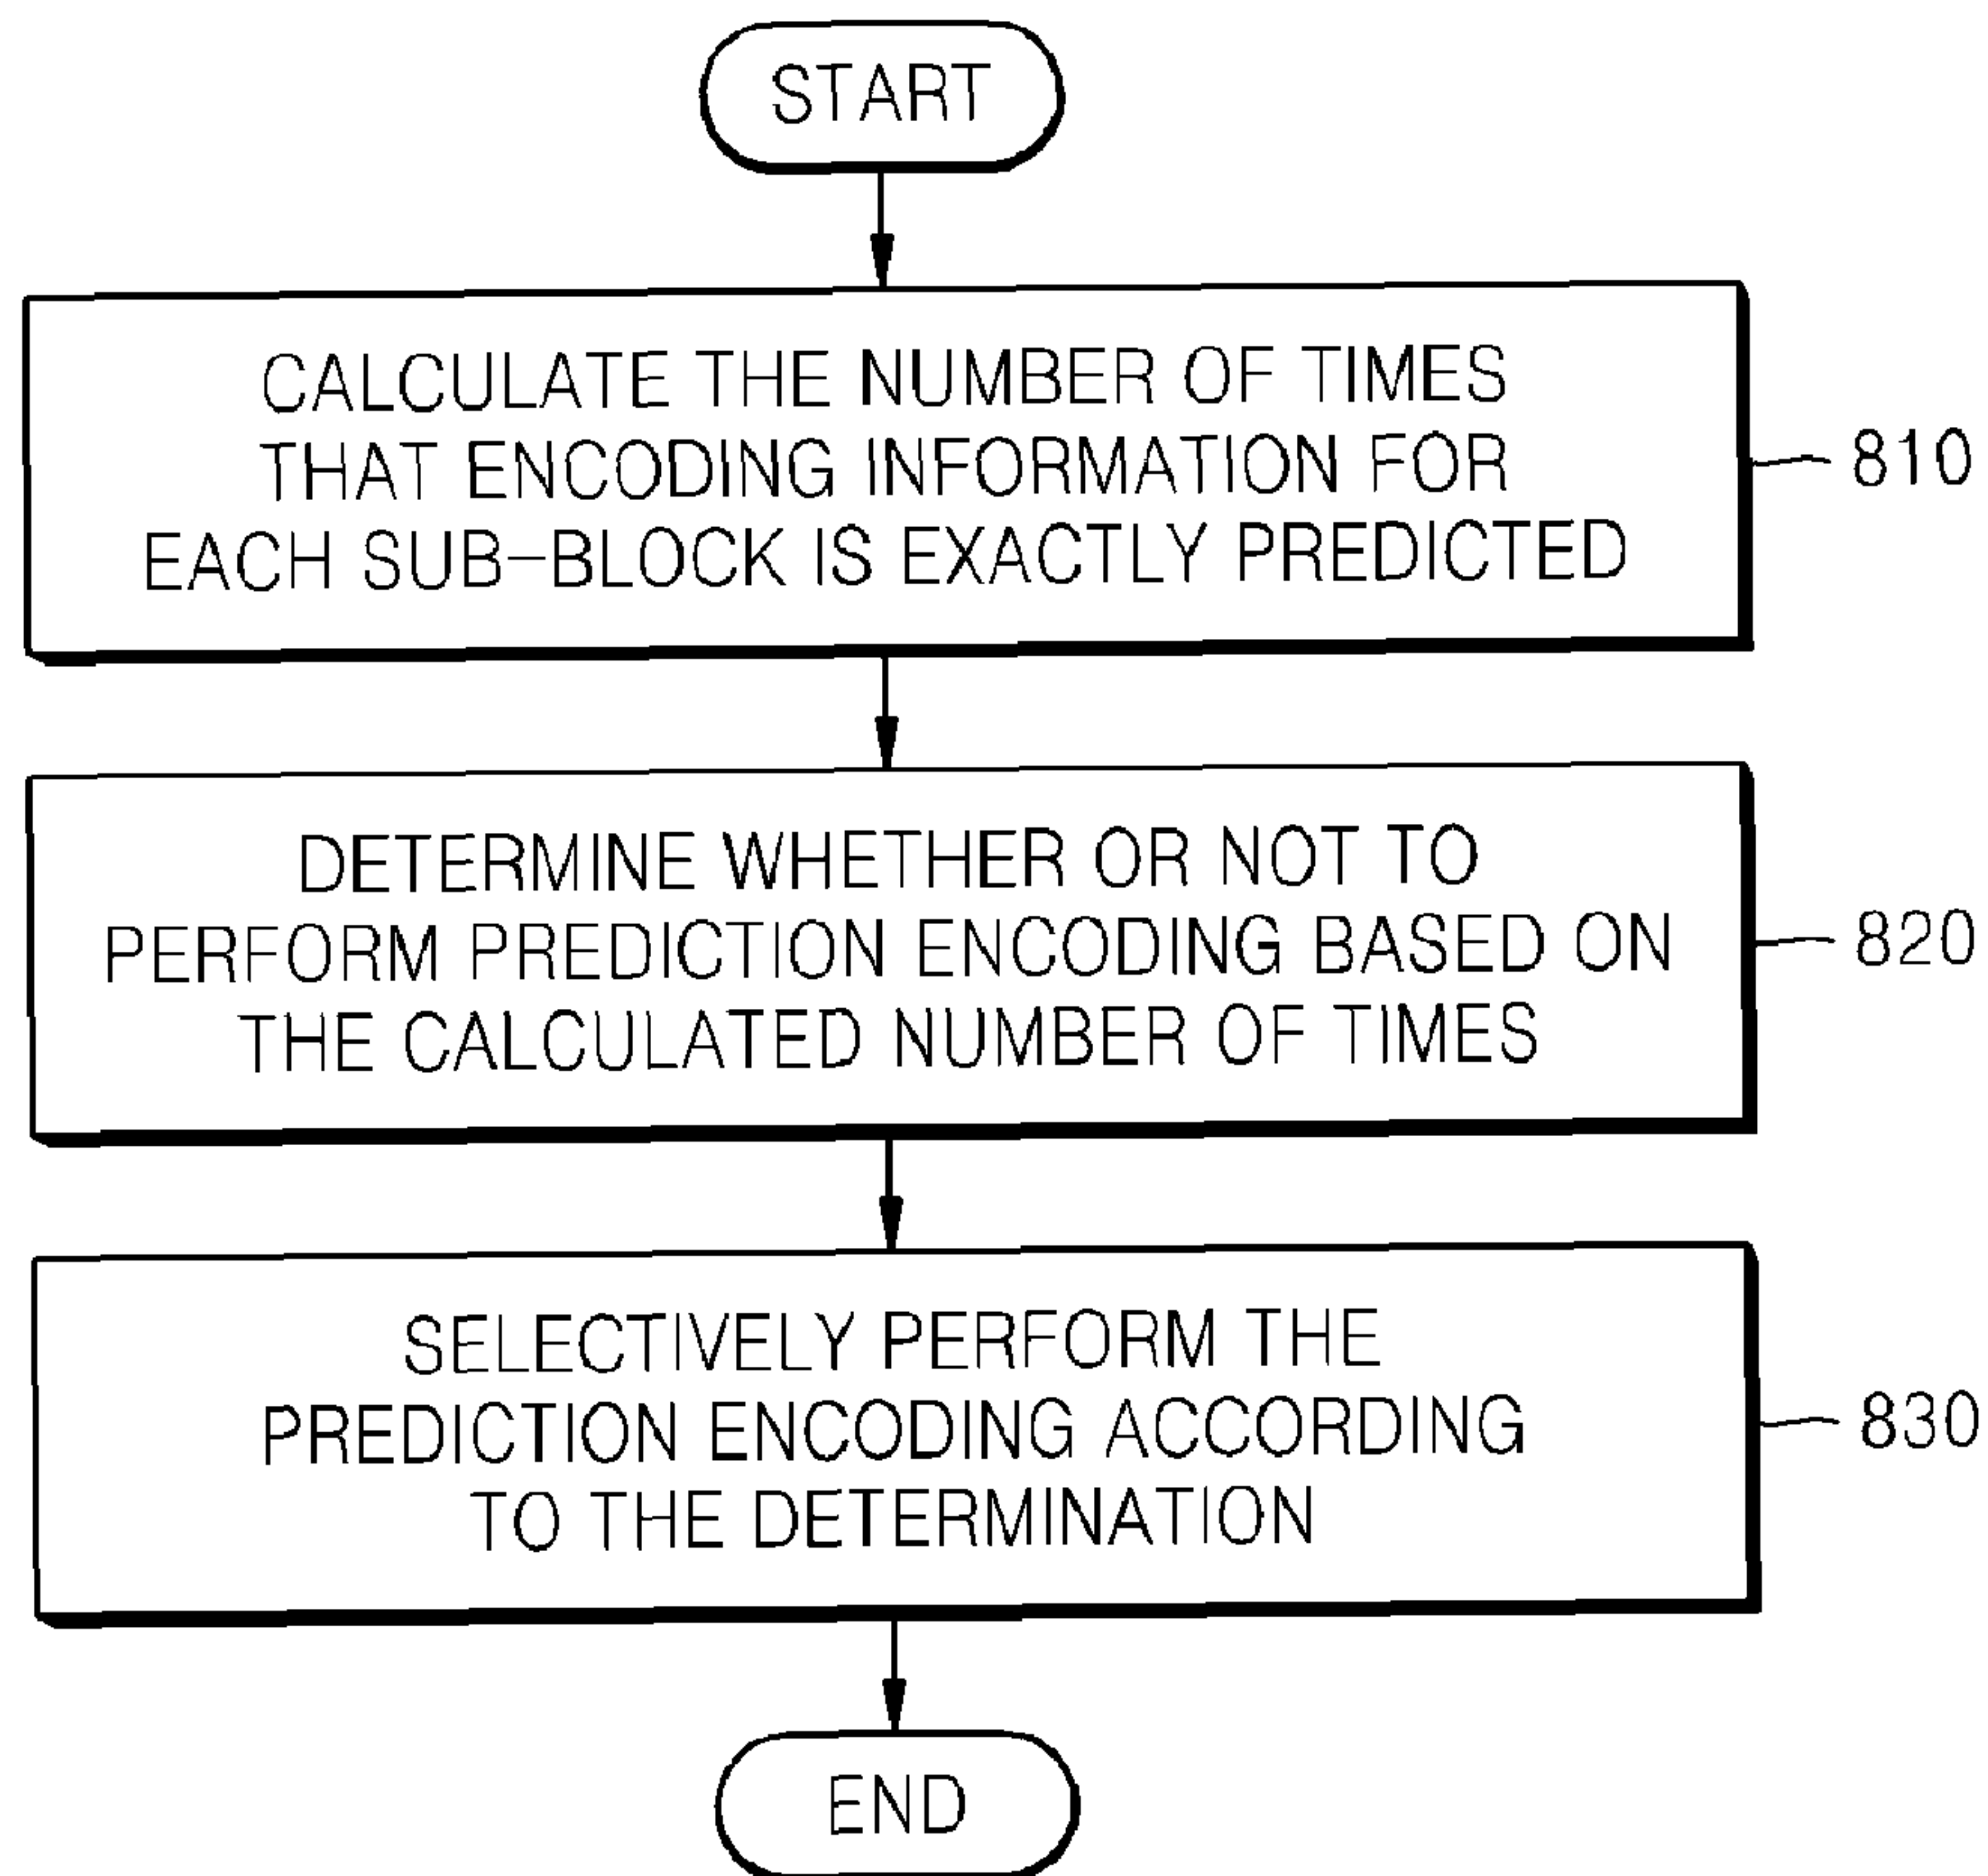 START
CALCULATE THE NUMBER OF TIMES
THAT ENCODING INFORMATION FOR
EACH SUB-BLOCK IS EXACTLY PREDICTED
810
DETERMINE WHETHER OR NOT TO
PERFORM PREDICTION ENCODING BASED ON
THE CALCULATED NUMBER OF TIMES
820
SELECTIVELY PERFORM THE
PREDICTION ENCODING ACCORDING
TO THE DETERMINATION
830
END